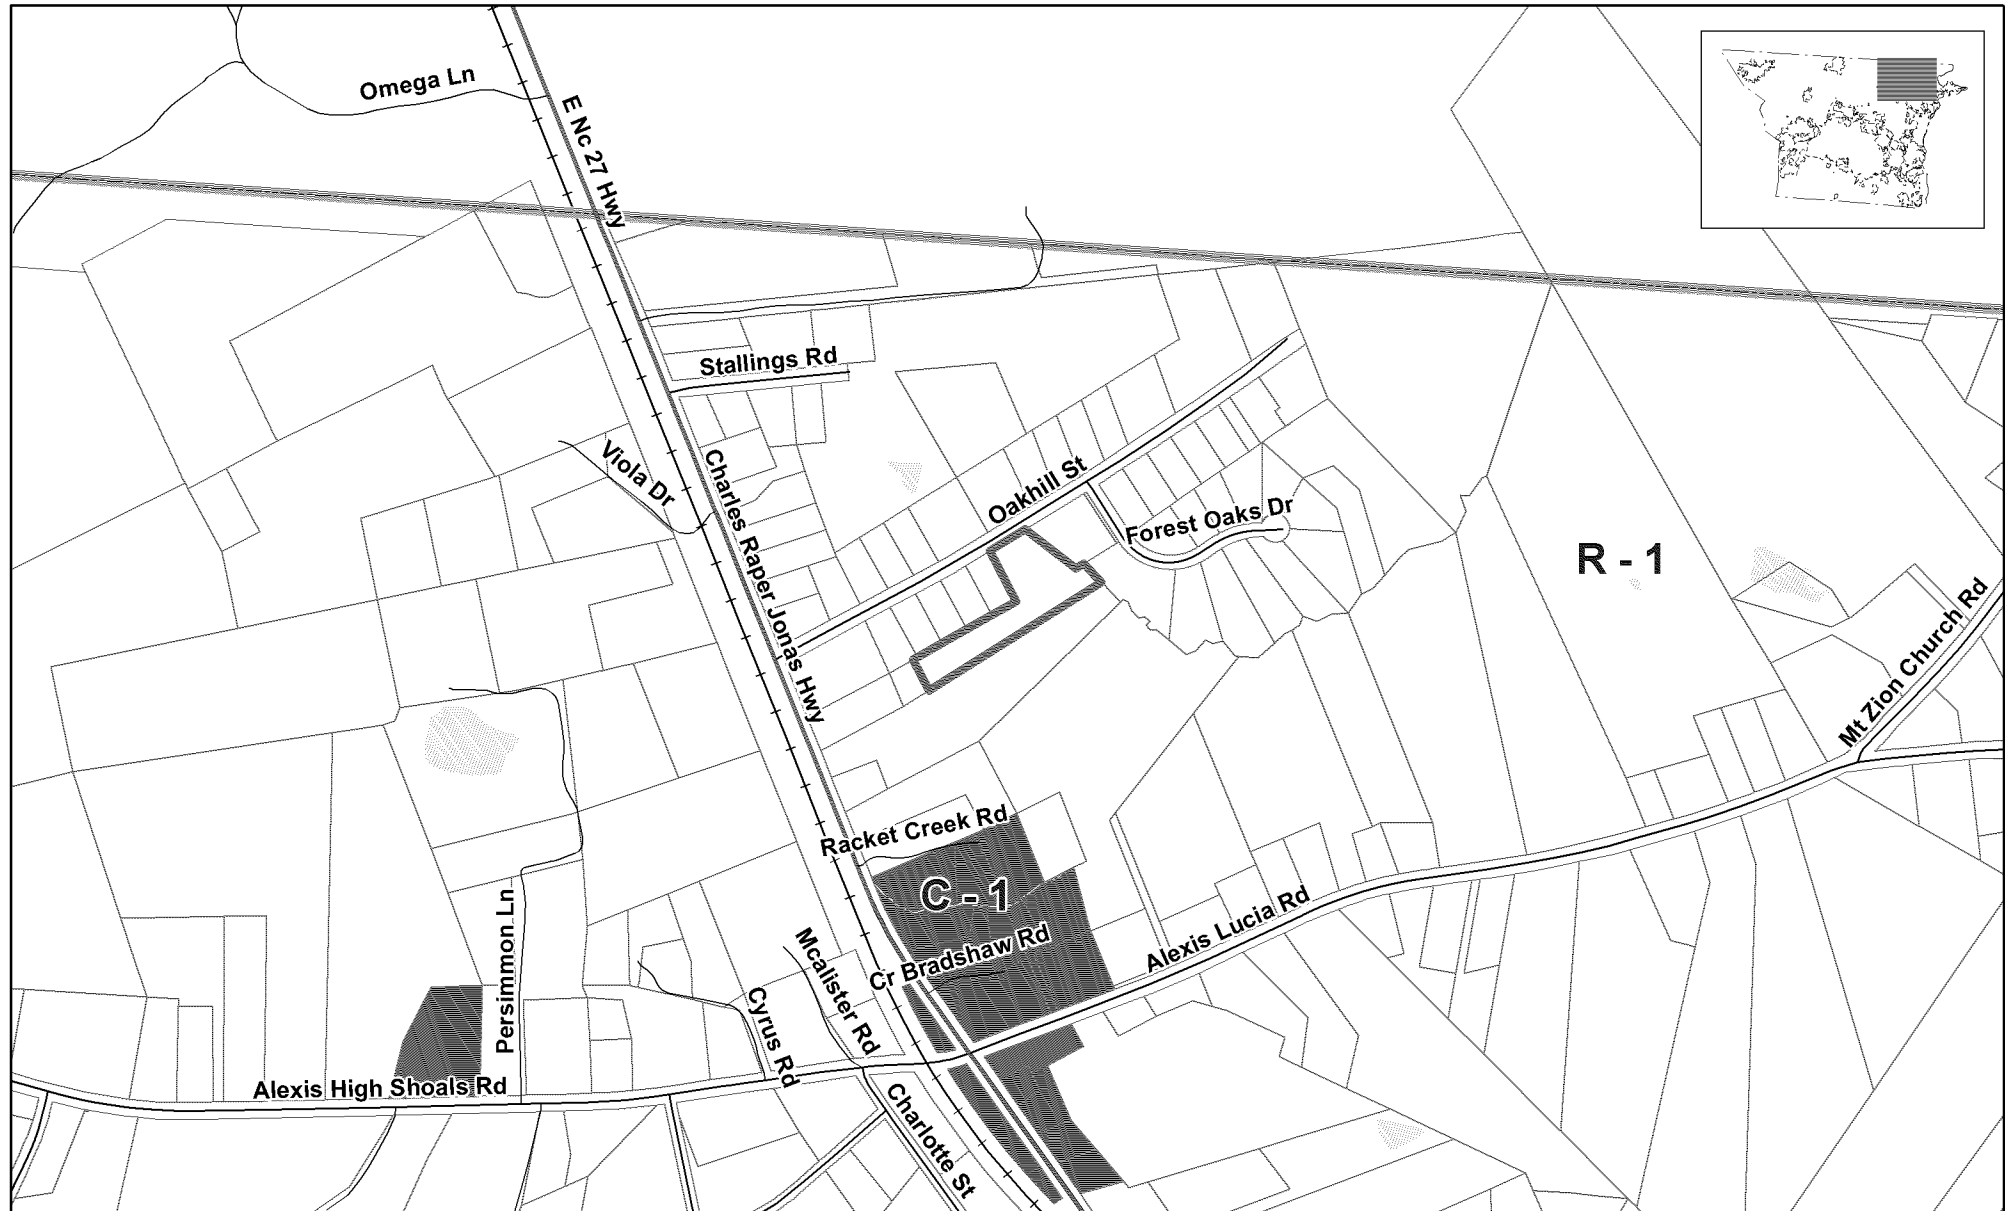 Omega Ln
E Nc 27 Hwy
Stallings Rd
Viola Dr
Charles Raper Jonas Hwy
Oakhill St
Forest Oaks Dr
R - 1
Mt Zion Church Rd
Racket Creek Rd
C - 1
Cr Bradshaw Rd
Alexis Lucia Rd
Persimmon Ln
Mcalister Rd
Cyrus Rd
Alexis High Shoals Rd
Charlotte St